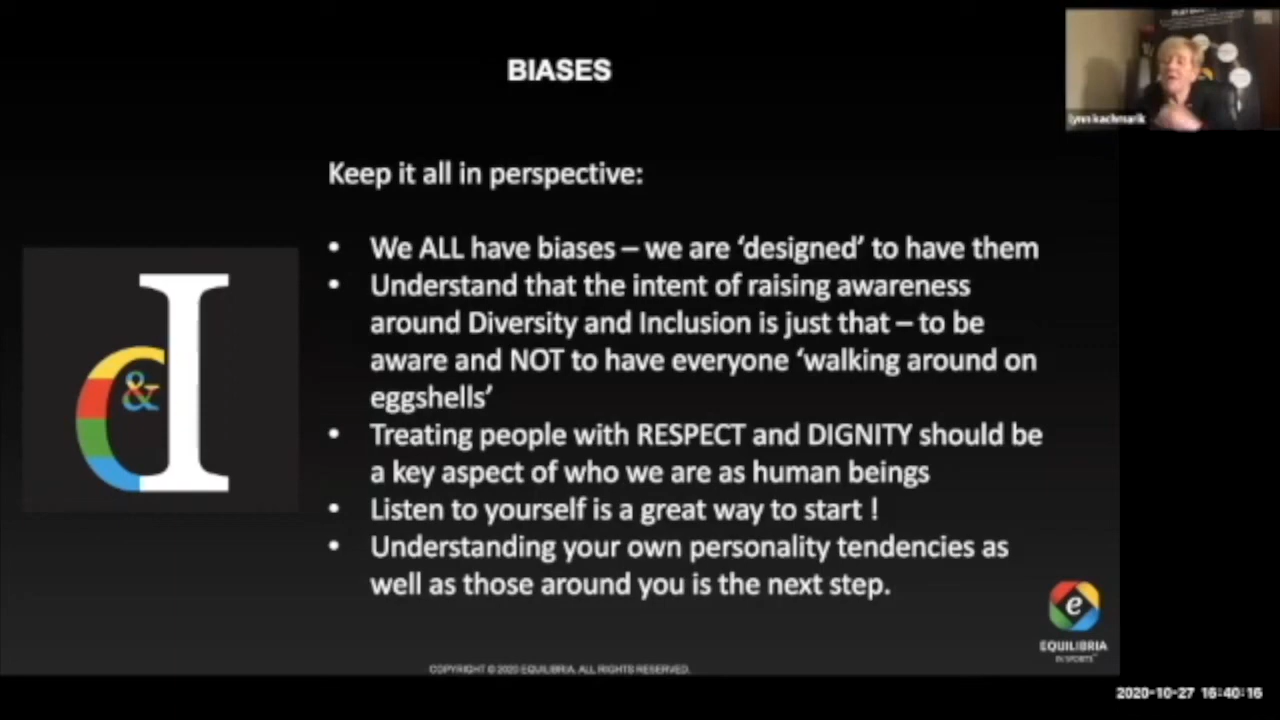 BIASES
lynn kachmarik
Keep it all in perspective:
• We ALL have biases – we are ‘designed’ to have them
• Understand that the intent of raising awareness
around Diversity and Inclusion is just that – to be
aware and NOT to have everyone ‘walking around on
eggshells’
• Treating people with RESPECT and DIGNITY should be
a key aspect of who we are as human beings
• Listen to yourself is a great way to start !
• Understanding your own personality tendencies as
well as those around you is the next step.
d&I
e
EQUILIBRIA
IN SPORTS™
COPYRIGHT © 2020 EQUILIBRIA. ALL RIGHTS RESERVED.
2020-10-27 16:40:16